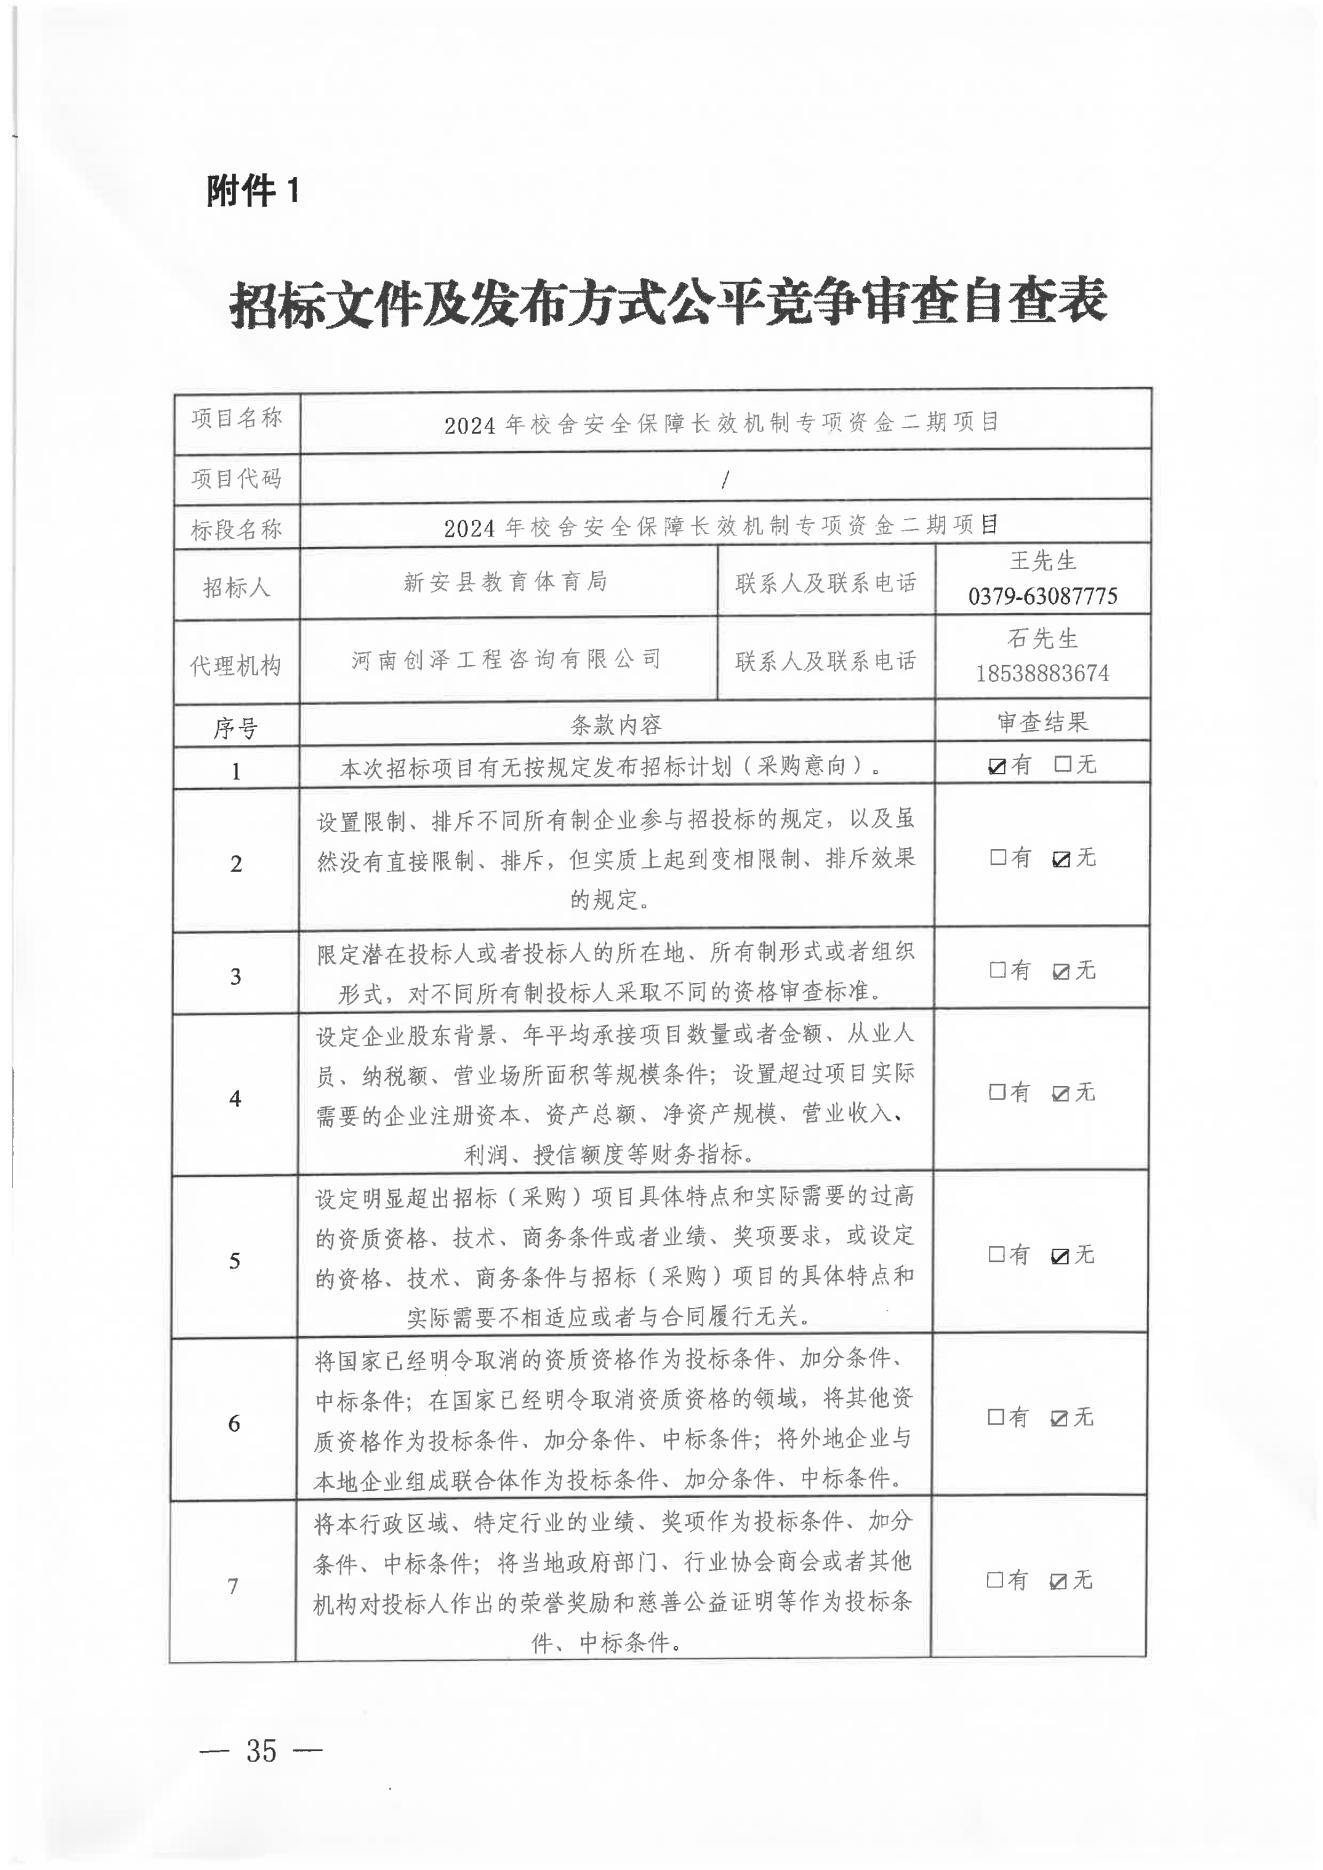 附件 1
招标文件及发布方式公平竞争审查自查表
项目名称
2024 年校舍安全保障长效机制专项资金二期项目
项目代码
/
标段名称
2024 年校舍安全保障长效机制专项资金二期项目
招标人
新安县教育体育局
联系人及联系电话
王先生
0379-63087775
代理机构
河南创泽工程咨询有限公司
联系人及联系电话
石先生
18538883674
序号
条款内容
审查结果
1
本次招标项目有无按规定发布招标计划（采购意向）。
☑有 □无
2
设置限制、排斥不同所有制企业参与招投标的规定，以及虽
然没有直接限制、排斥，但实质上起到变相限制、排斥效果
的规定。
□有 ☑无
3
限定潜在投标人或者投标人的所在地、所有制形式或者组织
形式，对不同所有制投标人采取不同的资格审查标准。
□有 ☑无
4
设定企业股东背景、年平均承接项目数量或者金额、从业人
员、纳税额、营业场所面积等规模条件；设置超过项目实际
需要的企业注册资本、资产总额、净资产规模、营业收入、
利润、授信额度等财务指标。
□有 ☑无
5
设定明显超出招标（采购）项目具体特点和实际需要的过高
的资质资格、技术、商务条件或者业绩、奖项要求，或设定
的资格、技术、商务条件与招标（采购）项目的具体特点和
实际需要不相适应或者与合同履行无关。
□有 ☑无
6
将国家已经明令取消的资质资格作为投标条件、加分条件、
中标条件；在国家已经明令取消资质资格的领域，将其他资
质资格作为投标条件、加分条件、中标条件；将外地企业与
本地企业组成联合体作为投标条件、加分条件、中标条件。
□有 ☑无
7
将本行政区域、特定行业的业绩、奖项作为投标条件、加分
条件、中标条件；将当地政府部门、行业协会商会或者其他
机构对投标人作出的荣誉奖励和慈善公益证明等作为投标条
件、中标条件。
□有 ☑无
— 35 —